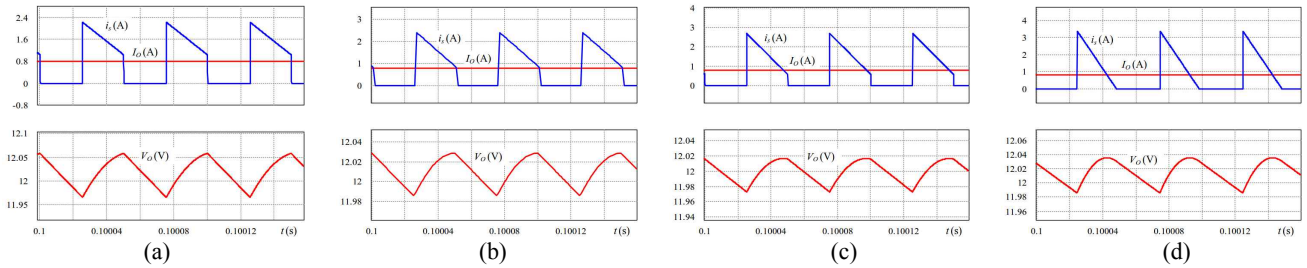 2.4
1.6
0.8
0
-0.8
i_s(A)
I_O(A)
12.1
12.05
12
11.95
V_O(V)
0.1
0.10004
0.10008
0.10012
t(s)
(a)
3
2
1
0
i_s(A)
I_O(A)
12.04
12.02
12
11.98
V_O(V)
0.1
0.10004
0.10008
0.10012
t(s)
(b)
4
3
2
1
0
i_s(A)
I_O(A)
12.04
12.02
12
11.98
11.96
11.94
V_O(V)
0.1
0.10004
0.10008
0.10012
t(s)
(c)
4
3
2
1
0
i_s(A)
I_O(A)
12.06
12.04
12.02
12
11.98
11.96
V_O(V)
0.1
0.10004
0.10008
0.10012
t(s)
(d)